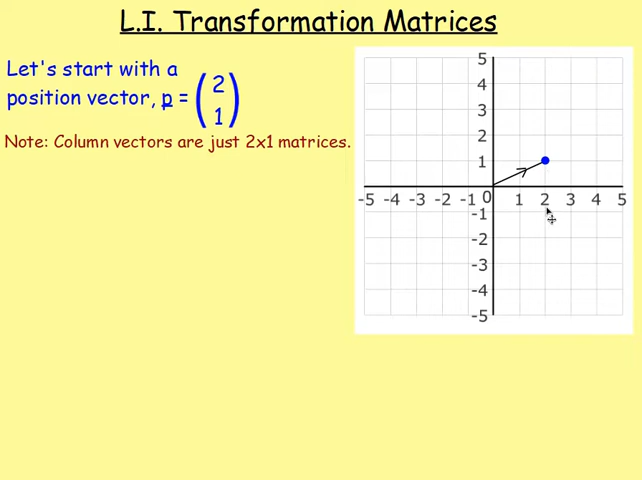 L.I. Transformation Matrices
Let's start with a
position vector, p = (2
1)
Note: Column vectors are just 2x1 matrices.
5
4
3
2
1
-5 -4 -3 -2 -1 0 1 2 3 4 5
-1
-2
-3
-4
-5